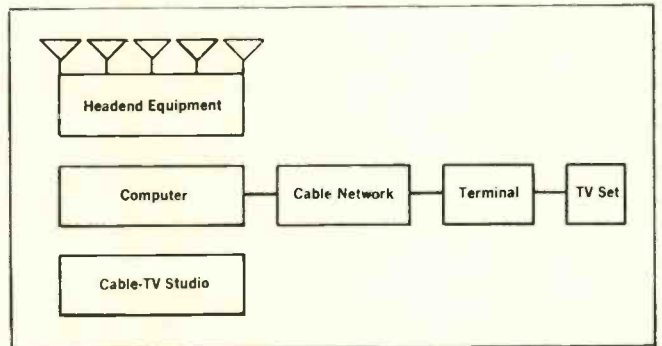 Headend Equipment
Computer
Cable Network
Terminal
TV Set
Cable-TV Studio